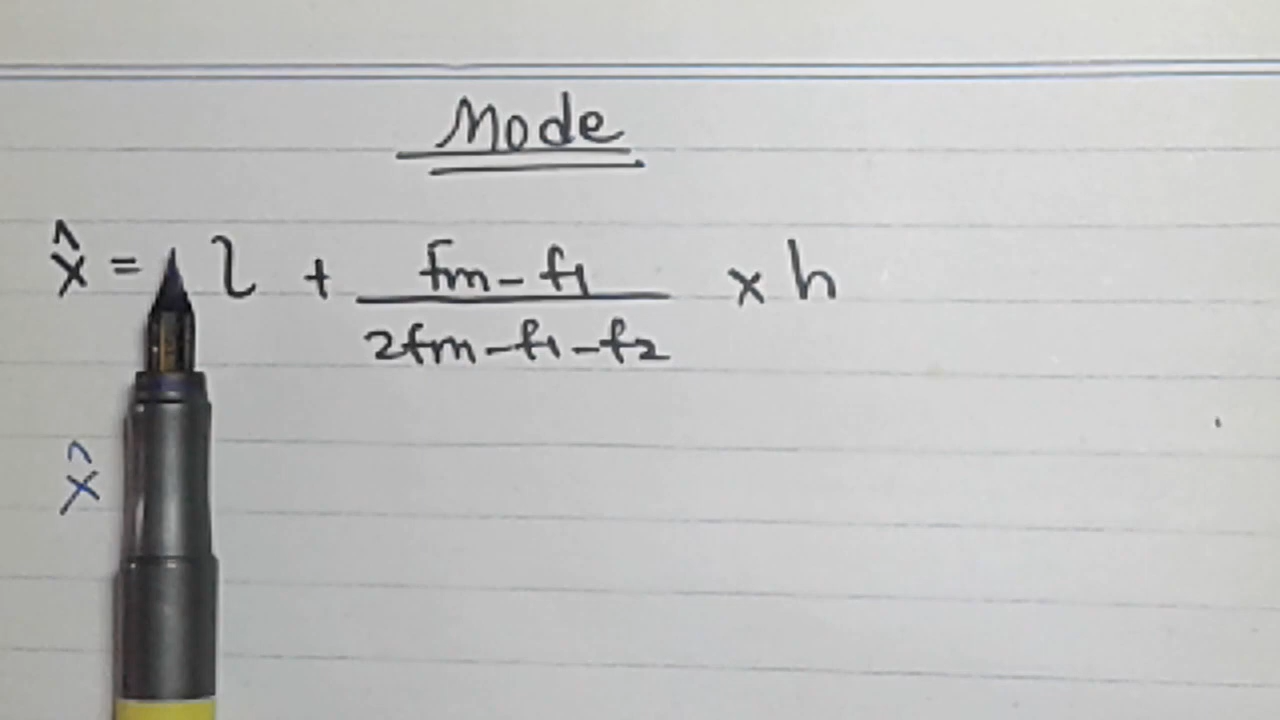 Mode
x̂ = l + fm - f1 / 2fm - f1 - f2 × h
x̂